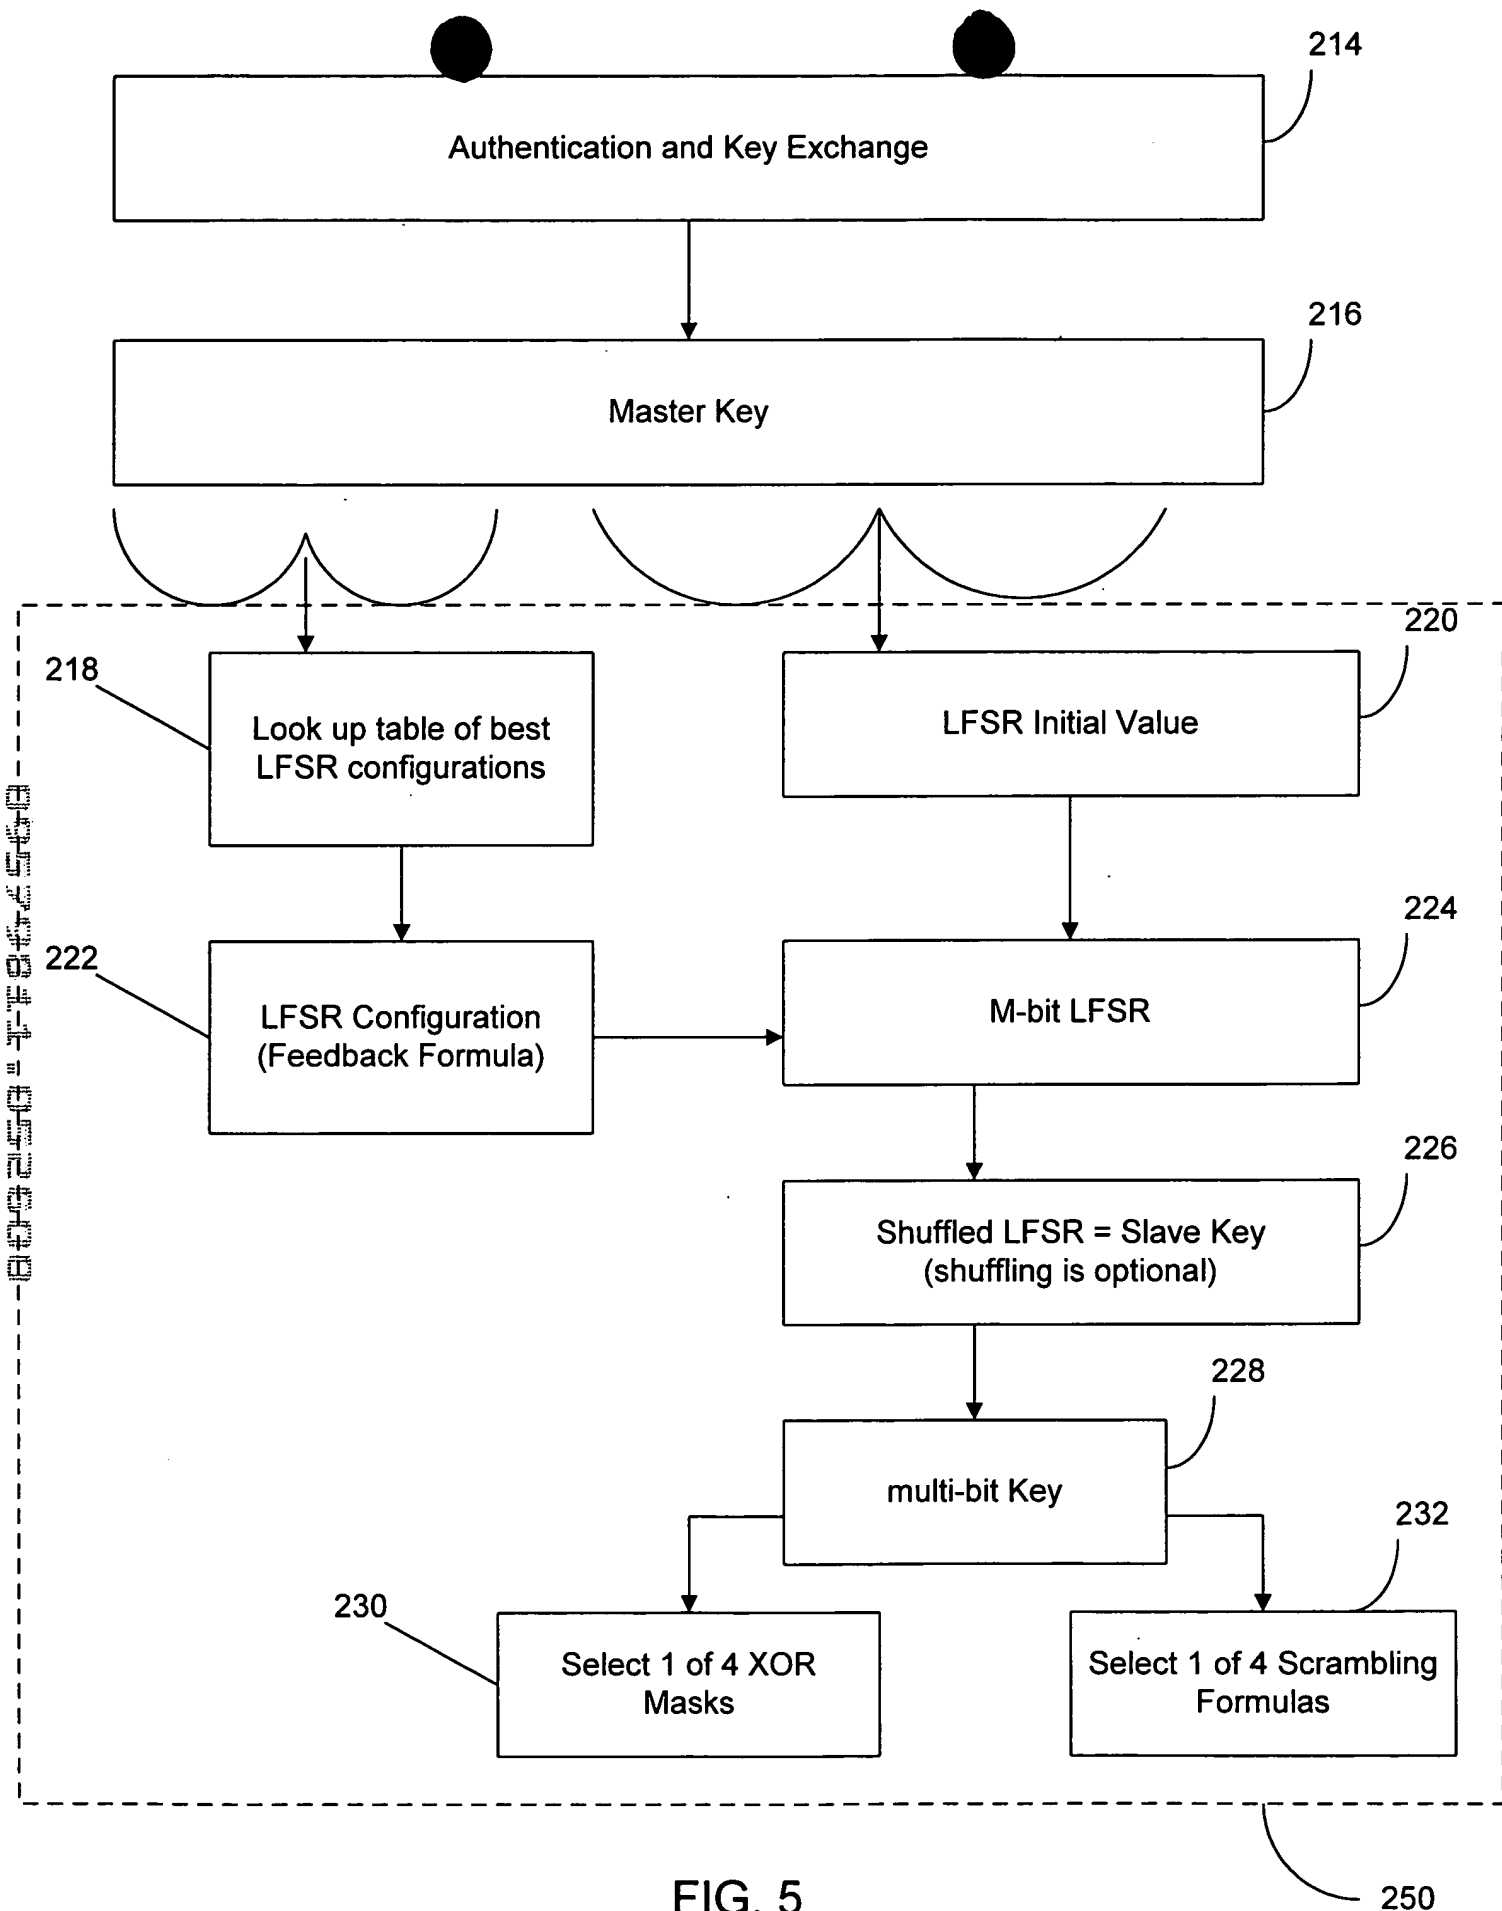 214
Authentication and Key Exchange
216
Master Key
220
218
Look up table of best
LFSR configurations
LFSR Initial Value
224
222
LFSR Configuration
(Feedback Formula)
M-bit LFSR
226
Shuffled LFSR = Slave Key
(shuffling is optional)
228
multi-bit Key
232
230
Select 1 of 4 XOR
Masks
Select 1 of 4 Scrambling
Formulas
FIG. 5
250